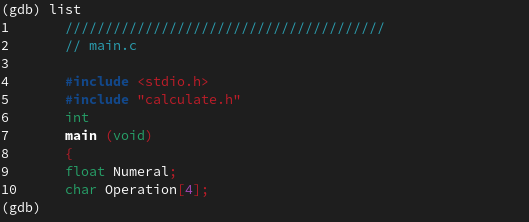 (gdb) list
1 /////////////////////////////////////////
2 // main.c
3
4 #include <stdio.h>
5 #include "calculate.h"
6 int
7 main (void)
8 {
9 float Numeral;
10 char Operation[4];
(gdb)